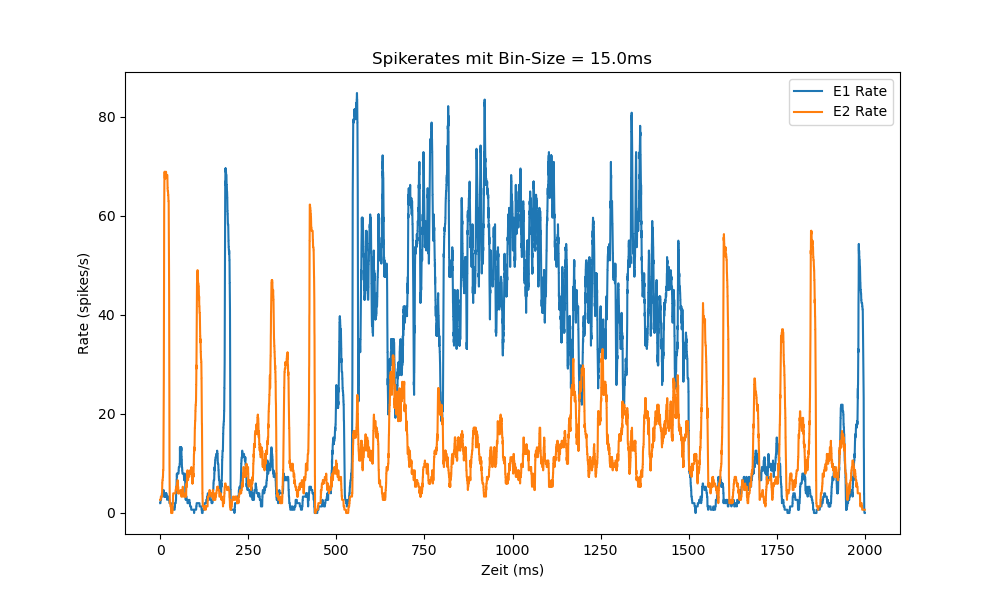 Spikerates mit Bin-Size = 15.0ms
E1 Rate
E2 Rate
80
60
40
20
0
Rate (spikes/s)
0 250 500 750 1000 1250 1500 1750 2000
Zeit (ms)